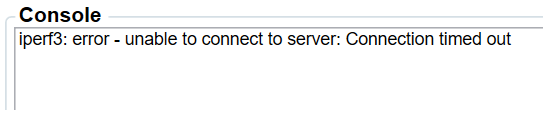 Console
iperf3: error - unable to connect to server: Connection timed out